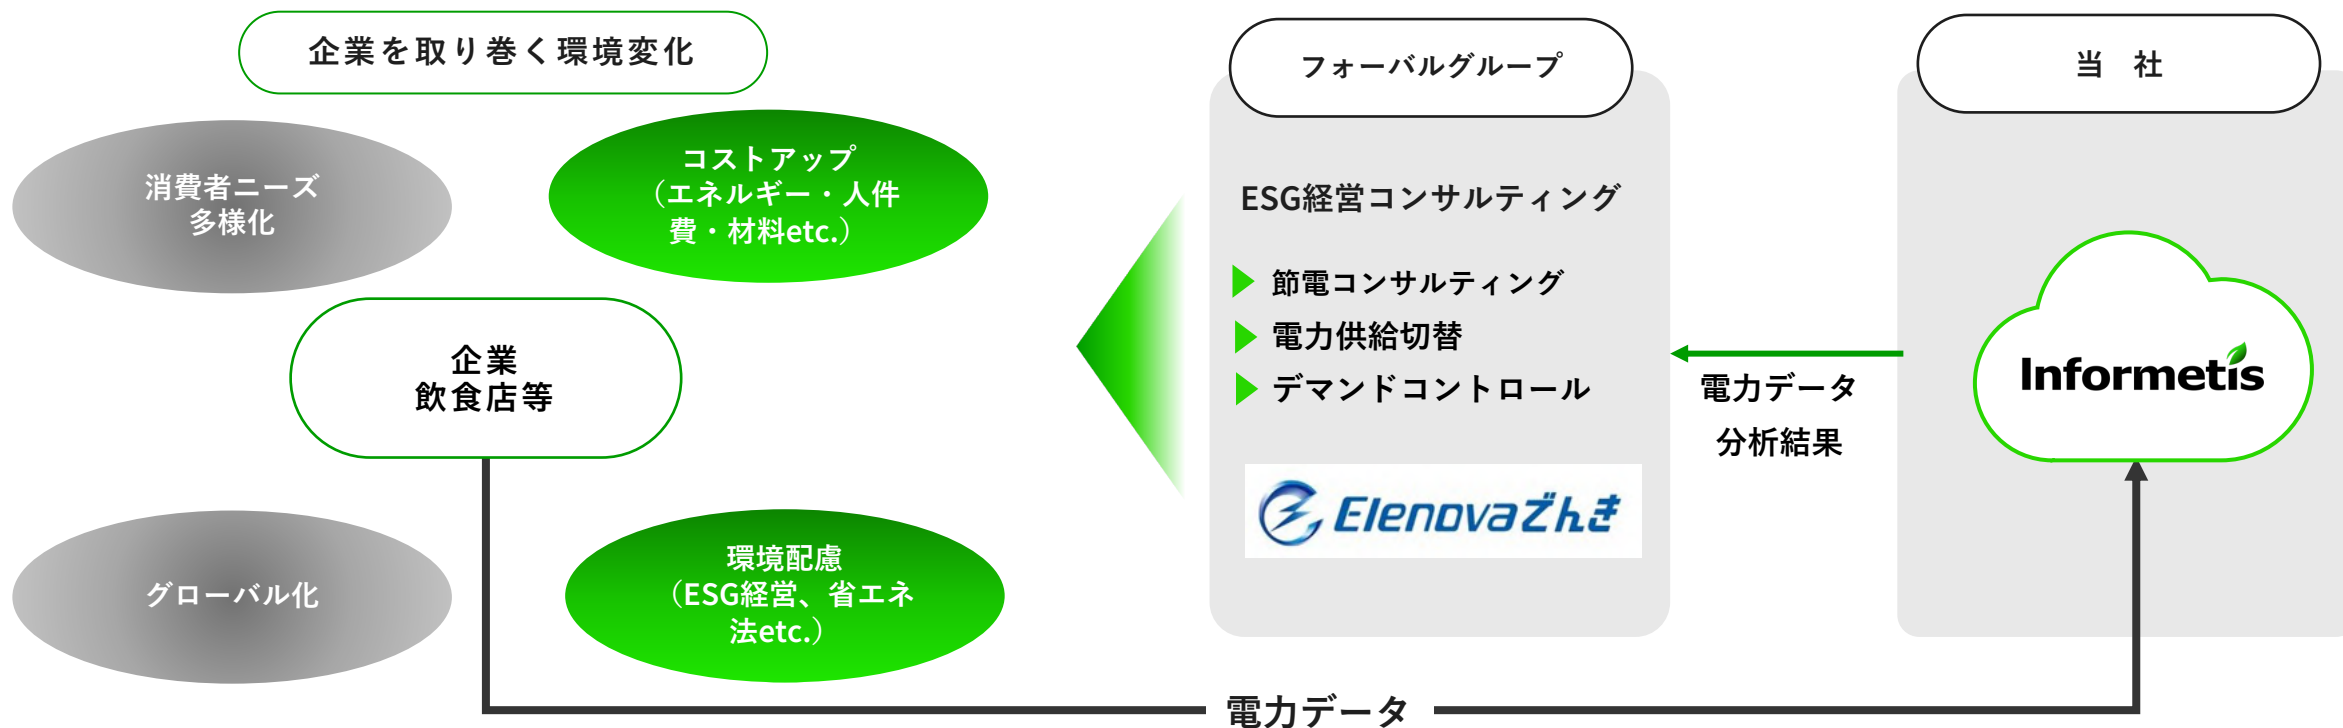 企業を取り巻く環境変化
消費者ニーズ
多様化
コストアップ
（エネルギー・人件
費・材料etc.）
企業
飲食店等
グローバル化
環境配慮
（ESG経営、省エネ
法etc.）
フォーバルグループ
ESG経営コンサルティング
節電コンサルティング
電力供給切替
デマンドコントロール
Elenovaでんき
電力データ
分析結果
当　社
Informetis
電力データ